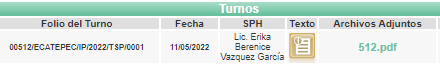 Turnos
Folio del Turno Fecha SPH Texto Archivos Adjuntos
00512/ECATEPEC/IP/2022/TSP/0001 11/05/2022 Lic. Erika Berenice Vazquez García 512.pdf